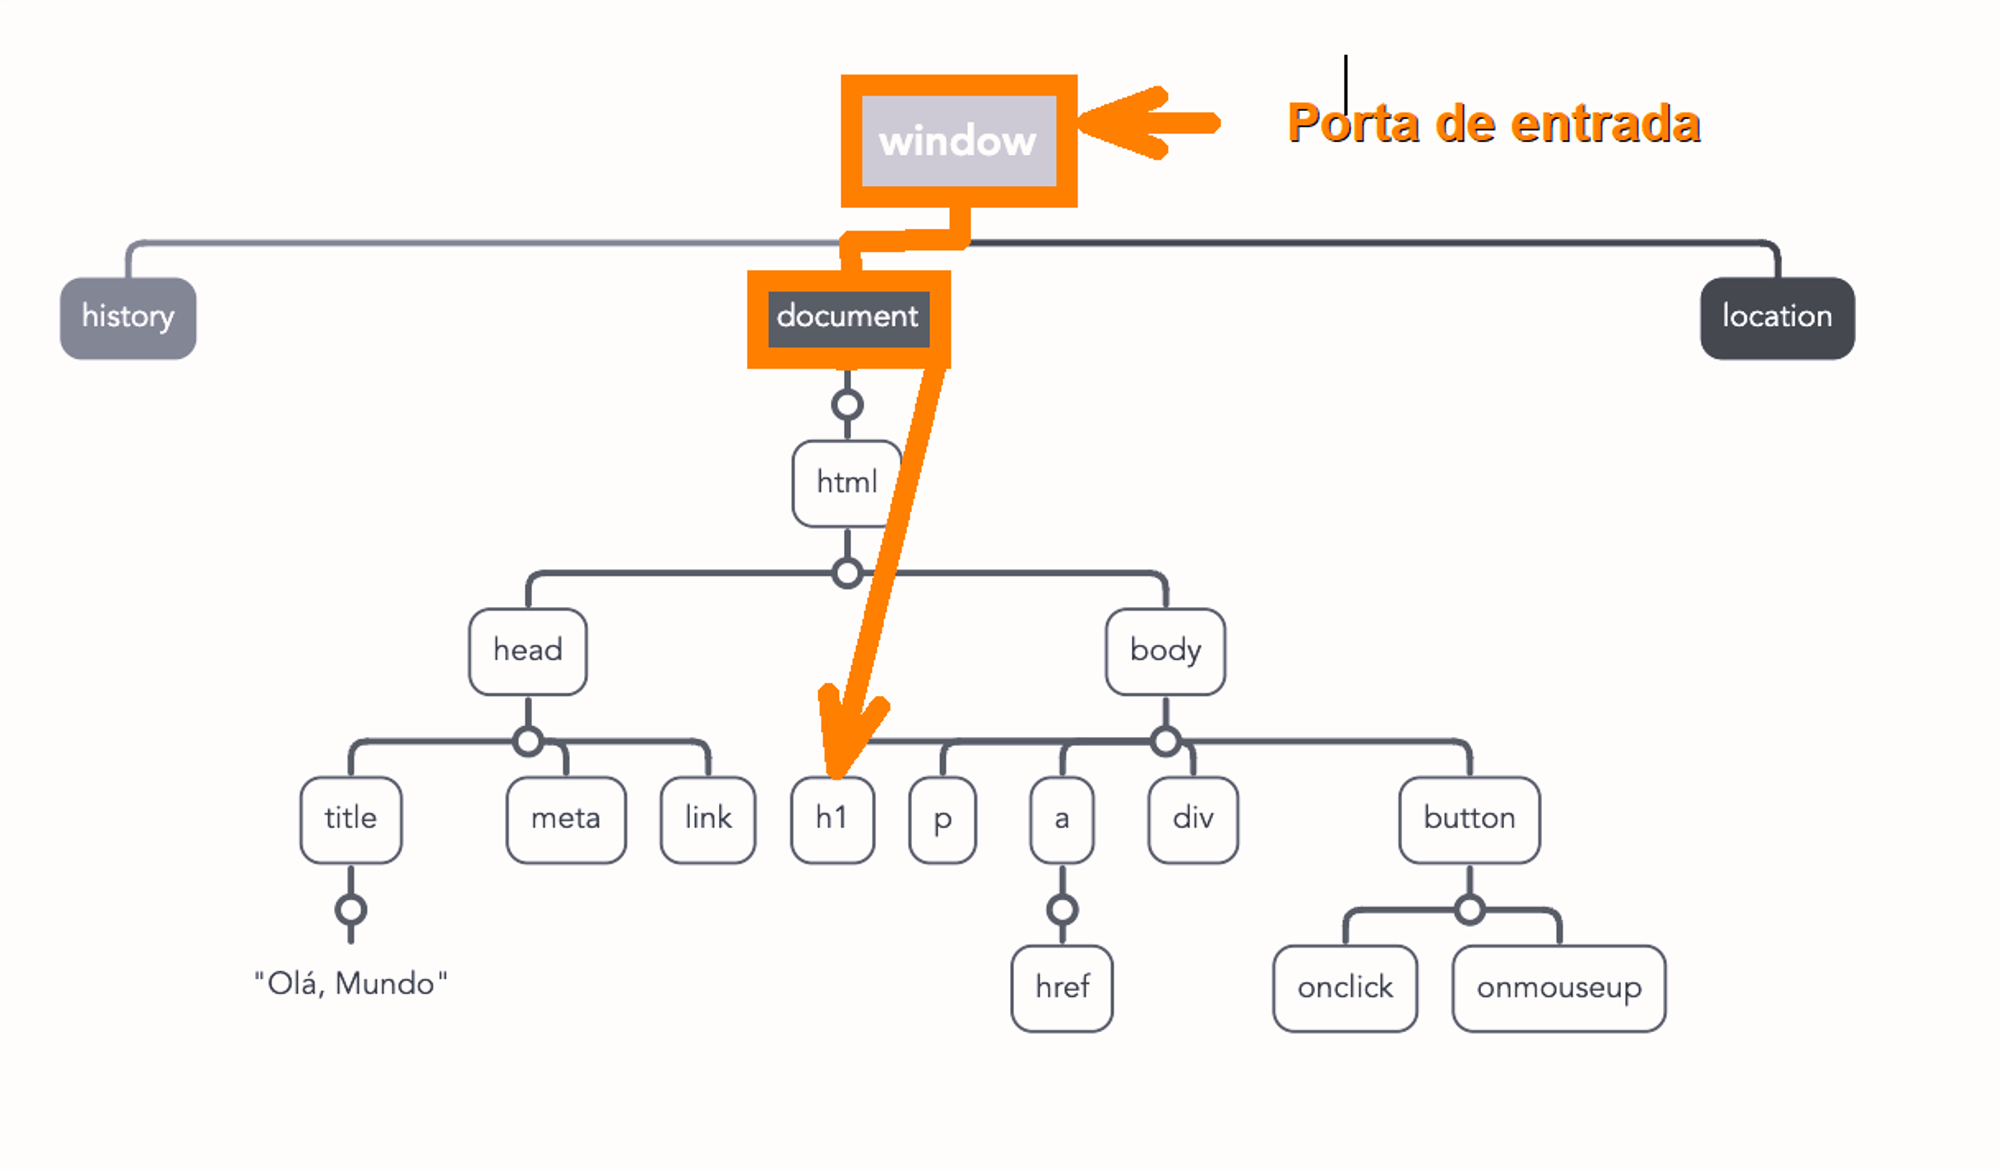 window
Porta de entrada
history
document
location
html
head
body
title
meta
link
h1
p
a
div
button
"Olá, Mundo"
href
onclick
onmouseup